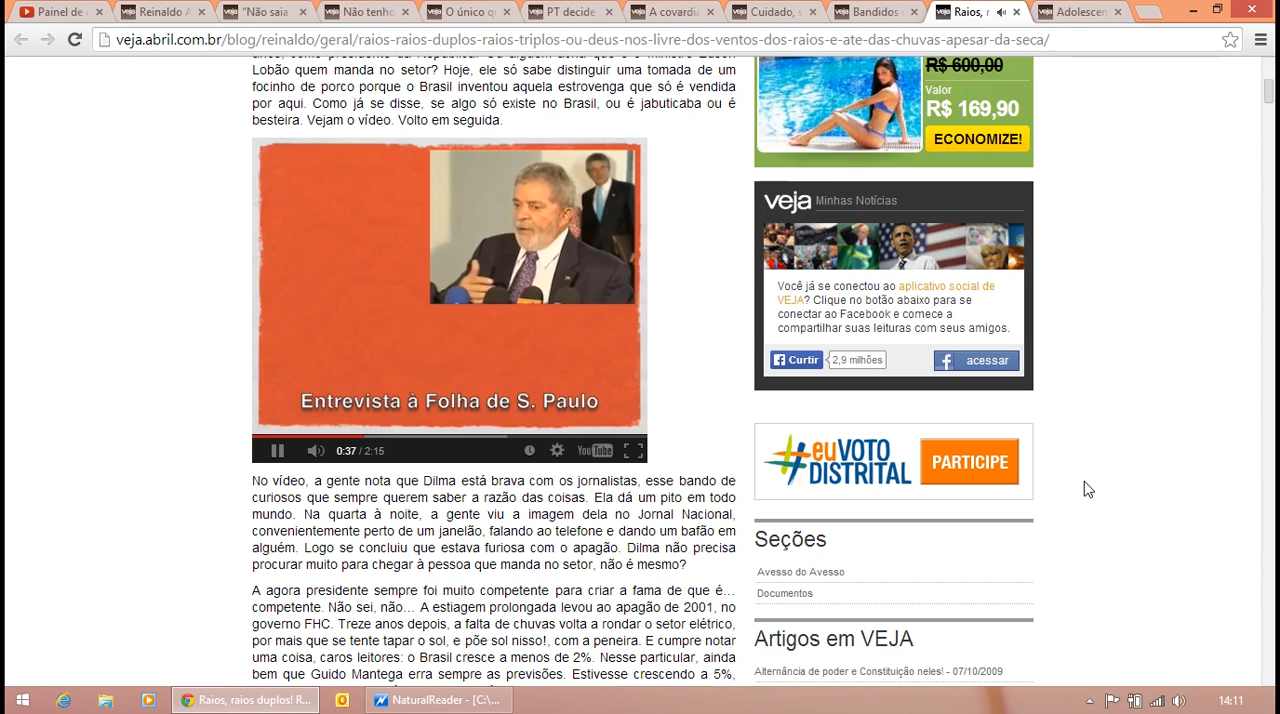 Painel de
Reinaldo A
"Não saia
Não tenho
O único q
PT decide
A covardia
Cuidado, s
Bandidos
Raios, r
Adolescen
veja.abril.com.br/blog/reinaldo/geral/raios-raios-duplos-raios-triplos-ou-deus-nos-livre-dos-ventos-dos-raios-e-ate-das-chuvas-apesar-da-seca/
Lobão quem manda no setor? Hoje, ele só sabe distinguir uma tomada de
focinho de porco porque o Brasil inventou aquela estrovenga que só é vendida
por aqui. Como já se disse, se algo só existe no Brasil, ou é jabuticaba ou é
besteira. Vejam o vídeo. Volto em seguida.
Entrevista à Folha de S. Paulo
0:37 / 2:15
YouTube
No vídeo, a gente nota que Dilma está brava com os jornalistas, esse bando de
curiosos que sempre querem saber a razão das coisas. Ela dá um pito em todo
mundo. Na quarta à noite, a gente viu a imagem dela no Jornal Nacional,
convenientemente perto de um janelão, falando ao telefone e dando um bafão em
alguém. Logo se concluiu que estava furiosa com o apagão. Dilma não precisa
procurar muito para chegar à pessoa que manda no setor, não é mesmo?
A agora presidente sempre foi muito competente para criar a fama de que é…
competente. Não sei, não… A estiagem prolongada levou ao apagão de 2001, no
governo FHC. Treze anos depois, a falta de chuvas volta a rondar o setor elétrico,
por mais que se tente tapar o sol, e põe sol nisso!, com a peneira. E cumpre notar
uma coisa, caros leitores: o Brasil cresce a menos de 2%. Nesse particular, ainda
bem que Guido Mantega erra sempre as previsões. Estivesse crescendo a 5%,
R$ 600,00
Valor
R$ 169,90
ECONOMIZE!
veja Minhas Notícias
Você já se conectou ao aplicativo social de
VEJA? Clique no botão abaixo para se
conectar ao Facebook e comece a
compartilhar suas leituras com seus amigos.
Curtir 2,9 milhões
acessar
#euVOTO
DISTRITAL
PARTICIPE
Seções
Avesso do Avesso
Documentos
Artigos em VEJA
Alternância de poder e Constituição neles! - 07/10/2009
Raios, raios duplos! R...
NaturalReader - [C:\...
14:11